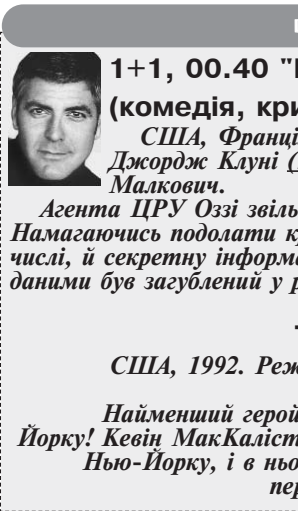 1+1, 00.40 "
(комедія, кри
США, Франці
Джордж Клуні (
Малкович.
Агента ЦРУ Оззі звіль
Намагаючись подолати к
числі, й секретну інформа
даними був загублений у р
США, 1992. Реж
Найменший герой
Йорку! Кевін МакКаліст
Нью-Йорку, і в ньо
пер